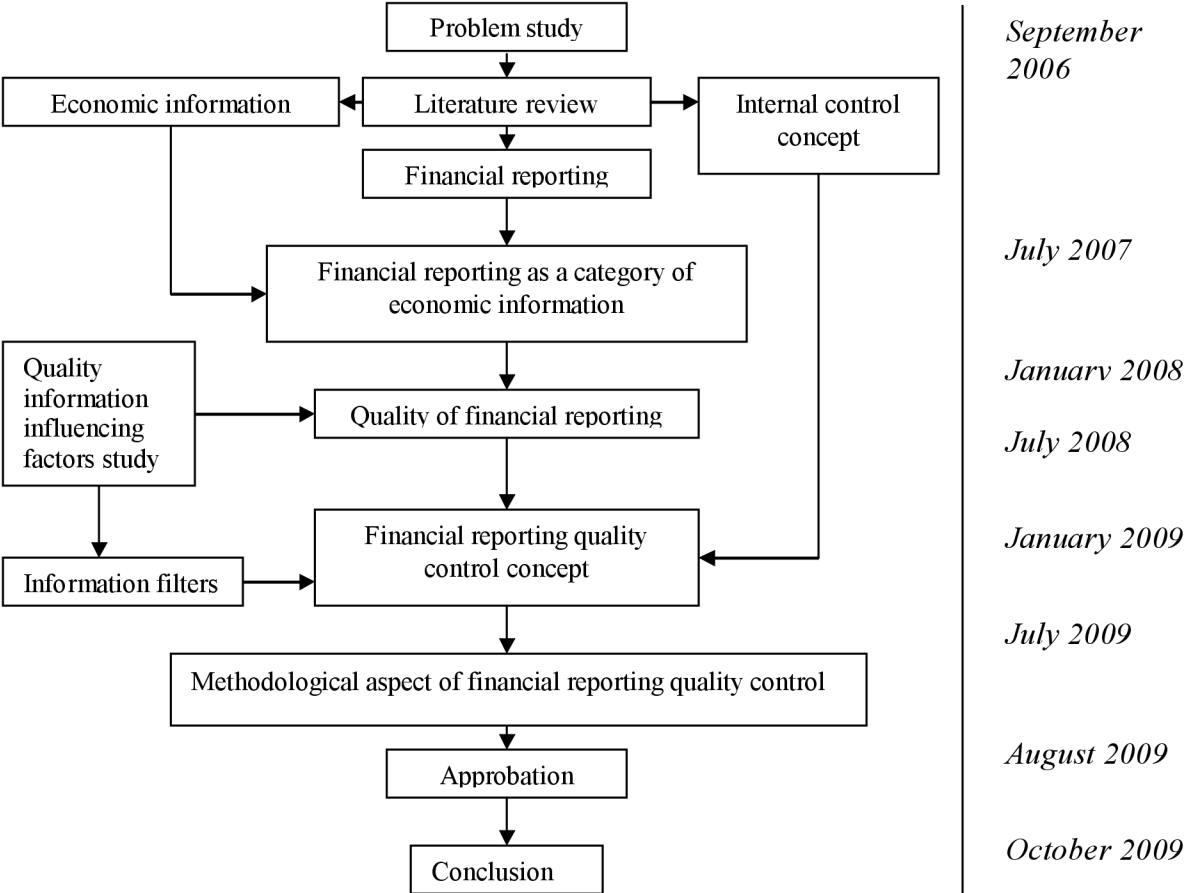 Problem study
September
2006
Economic information
Literature review
Internal control
concept
Financial reporting
July 2007
Financial reporting as a category of
economic information
Quality
information
influencing
factors study
January 2008
Quality of financial reporting
July 2008
Financial reporting quality
control concept
January 2009
Information filters
July 2009
Methodological aspect of financial reporting quality control
August 2009
Approbation
October 2009
Conclusion